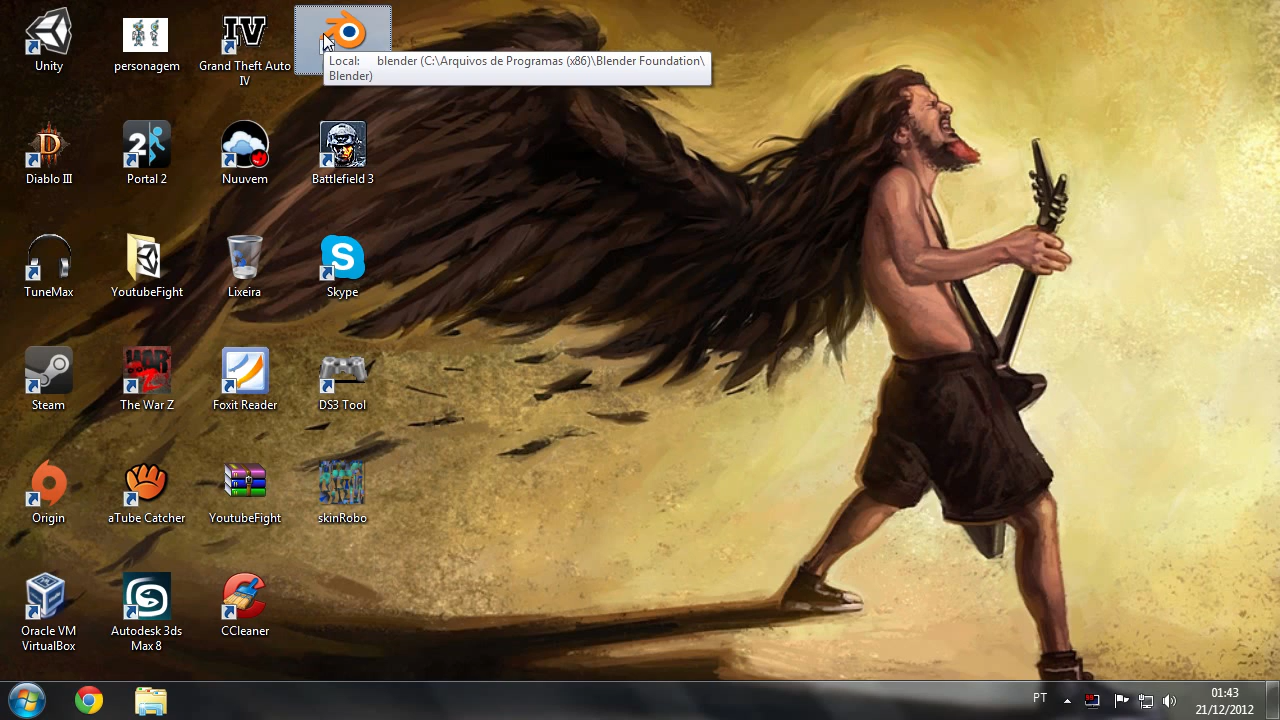 Unity
personagem
Grand Theft Auto
IV
Local: blender (C:\Arquivos de Programas (x86)\Blender Foundation\
Blender)
Diablo III
Portal 2
Nuuvem
Battlefield 3
TuneMax
YoutubeFight
Lixeira
Skype
Steam
The War Z
Foxit Reader
DS3 Tool
Origin
aTube Catcher
YoutubeFight
skinRobo
Oracle VM
VirtualBox
Autodesk 3ds
Max 8
CCleaner
PT
01:43
21/12/2012